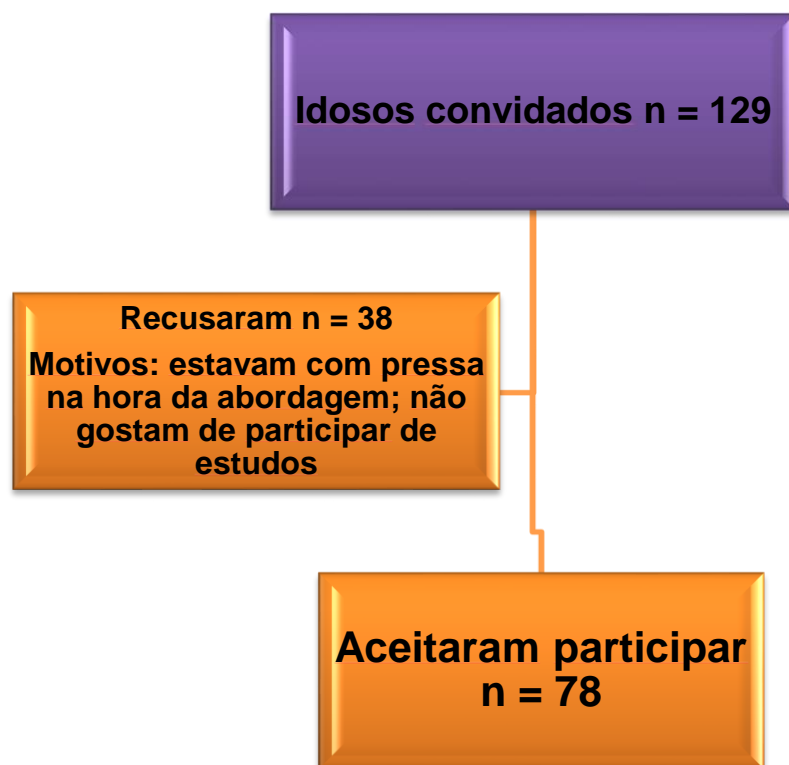 Idosos convidados n = 129
Recusaram n = 38
Motivos: estavam com pressa
na hora da abordagem; não
gostam de participar de
estudos
Aceitaram participar
n = 78